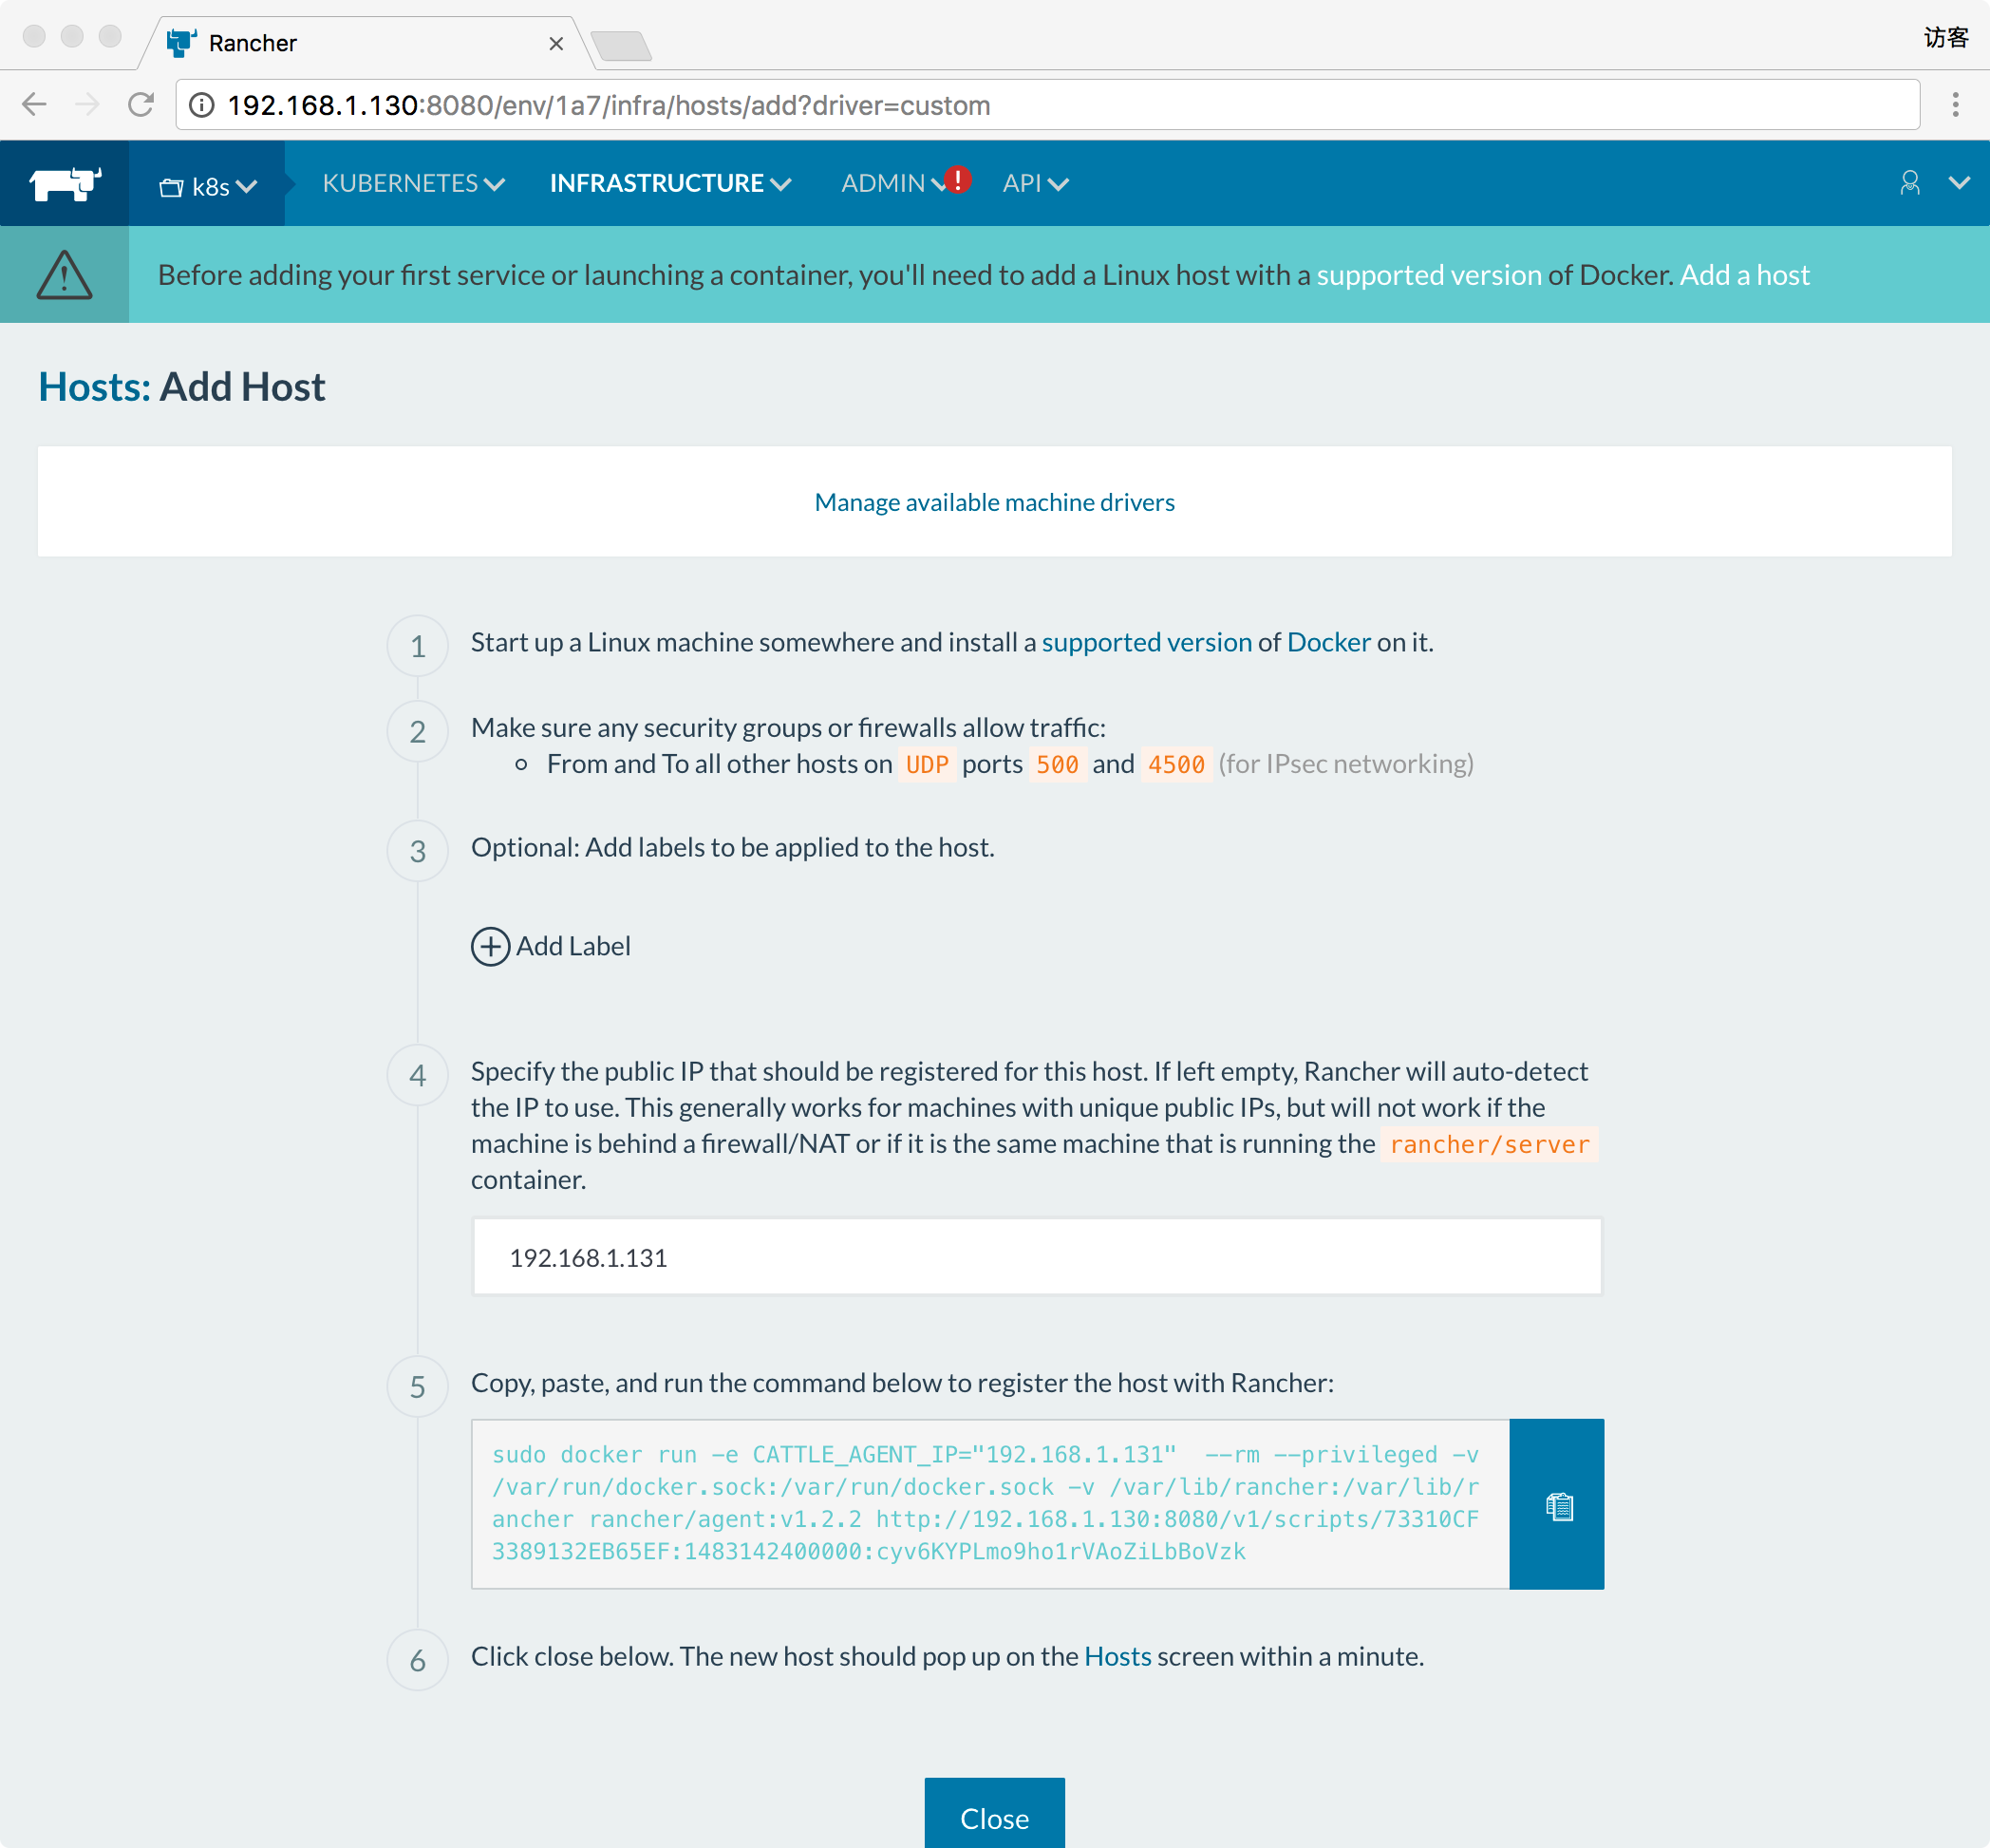 Rancher
访客
192.168.1.130:8080/env/1a7/infra/hosts/add?driver=custom
k8s KUBERNETES INFRASTRUCTURE ADMIN ! API
Before adding your first service or launching a container, you'll need to add a Linux host with a supported version of Docker. Add a host
Hosts: Add Host
Manage available machine drivers
1 Start up a Linux machine somewhere and install a supported version of Docker on it.
2 Make sure any security groups or firewalls allow traffic:
From and To all other hosts on UDP ports 500 and 4500 (for IPsec networking)
3 Optional: Add labels to be applied to the host.
Add Label
4 Specify the public IP that should be registered for this host. If left empty, Rancher will auto-detect
the IP to use. This generally works for machines with unique public IPs, but will not work if the
machine is behind a firewall/NAT or if it is the same machine that is running the rancher/server
container.
192.168.1.131
5 Copy, paste, and run the command below to register the host with Rancher:
sudo docker run -e CATTLE_AGENT_IP="192.168.1.131"  --rm --privileged -v
/var/run/docker.sock:/var/run/docker.sock -v /var/lib/rancher:/var/lib/r
ancher rancher/agent:v1.2.2 http://192.168.1.130:8080/v1/scripts/73310CF
3389132EB65EF:1483142400000:cyv6KYPLmo9ho1rVAoZiLbBoVzk
6 Click close below. The new host should pop up on the Hosts screen within a minute.
Close